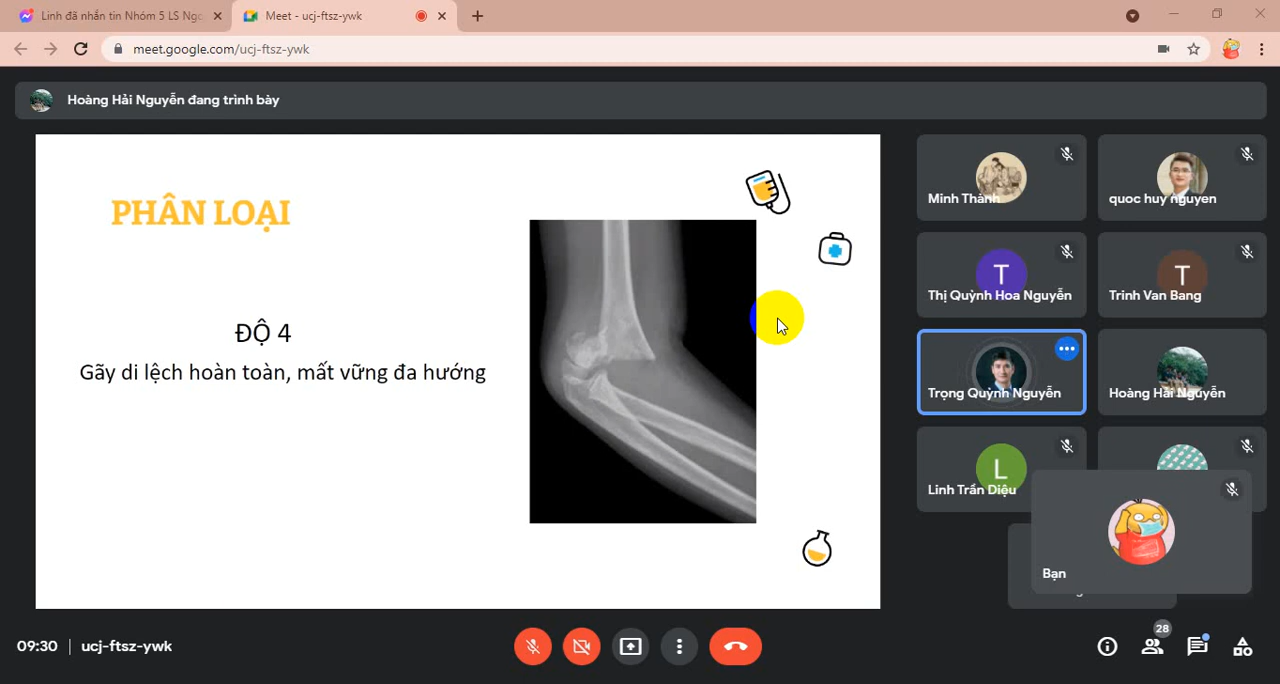 Linh đã nhắn tin Nhóm 5 LS Ngo
Meet - ucj-ftsz-ywk
meet.google.com/ucj-ftsz-ywk
Hoàng Hải Nguyễn đang trình bày
PHÂN LOẠI
ĐỘ 4
Gãy di lệch hoàn toàn, mất vững đa hướng
Minh Thành
quoc huy nguyen
T
Thị Quỳnh Hoa Nguyễn
T
Trinh Van Bang
Trọng Quỳnh Nguyễn
Hoàng Hải Nguyễn
L
Linh Trần Diệu
Bạn
09:30
ucj-ftsz-ywk
28